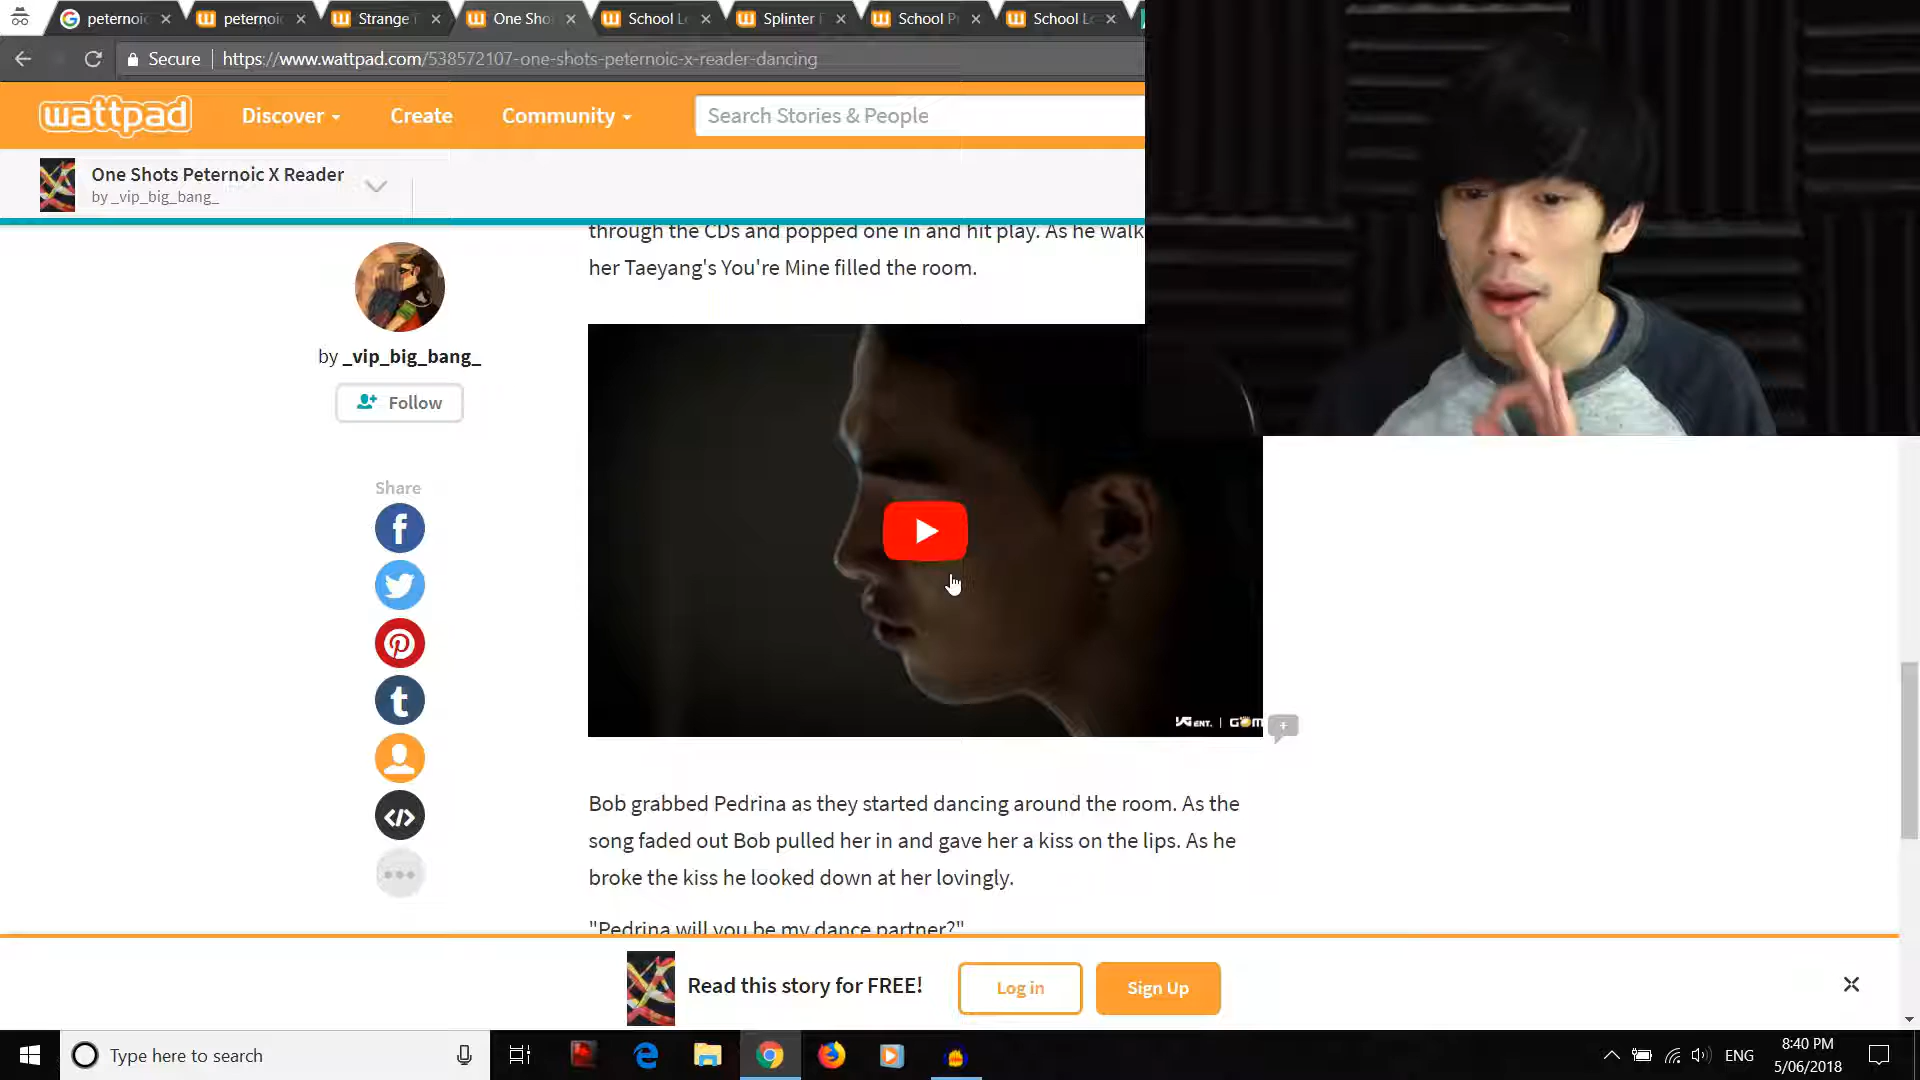 peternoic
peternoic
Strange
One Sho
School L
Splinter
School P
School L
Secure
https://www.wattpad.com/538572107-one-shots-peternoic-x-reader-dancing
wattpad
Discover
Create
Community
Search Stories & People
One Shots Peternoic X Reader
by _vip_big_bang_
through the CDs and popped one in and hit play. As he walk
her Taeyang's You're Mine filled the room.
by _vip_big_bang_
Follow
Share
YG ENT. | GOM
Bob grabbed Pedrina as they started dancing around the room. As the
song faded out Bob pulled her in and gave her a kiss on the lips. As he
broke the kiss he looked down at her lovingly.
"Pedrina will you be my dance partner?"
Read this story for FREE!
Log in
Sign Up
Type here to search
ENG
8:40 PM
5/06/2018